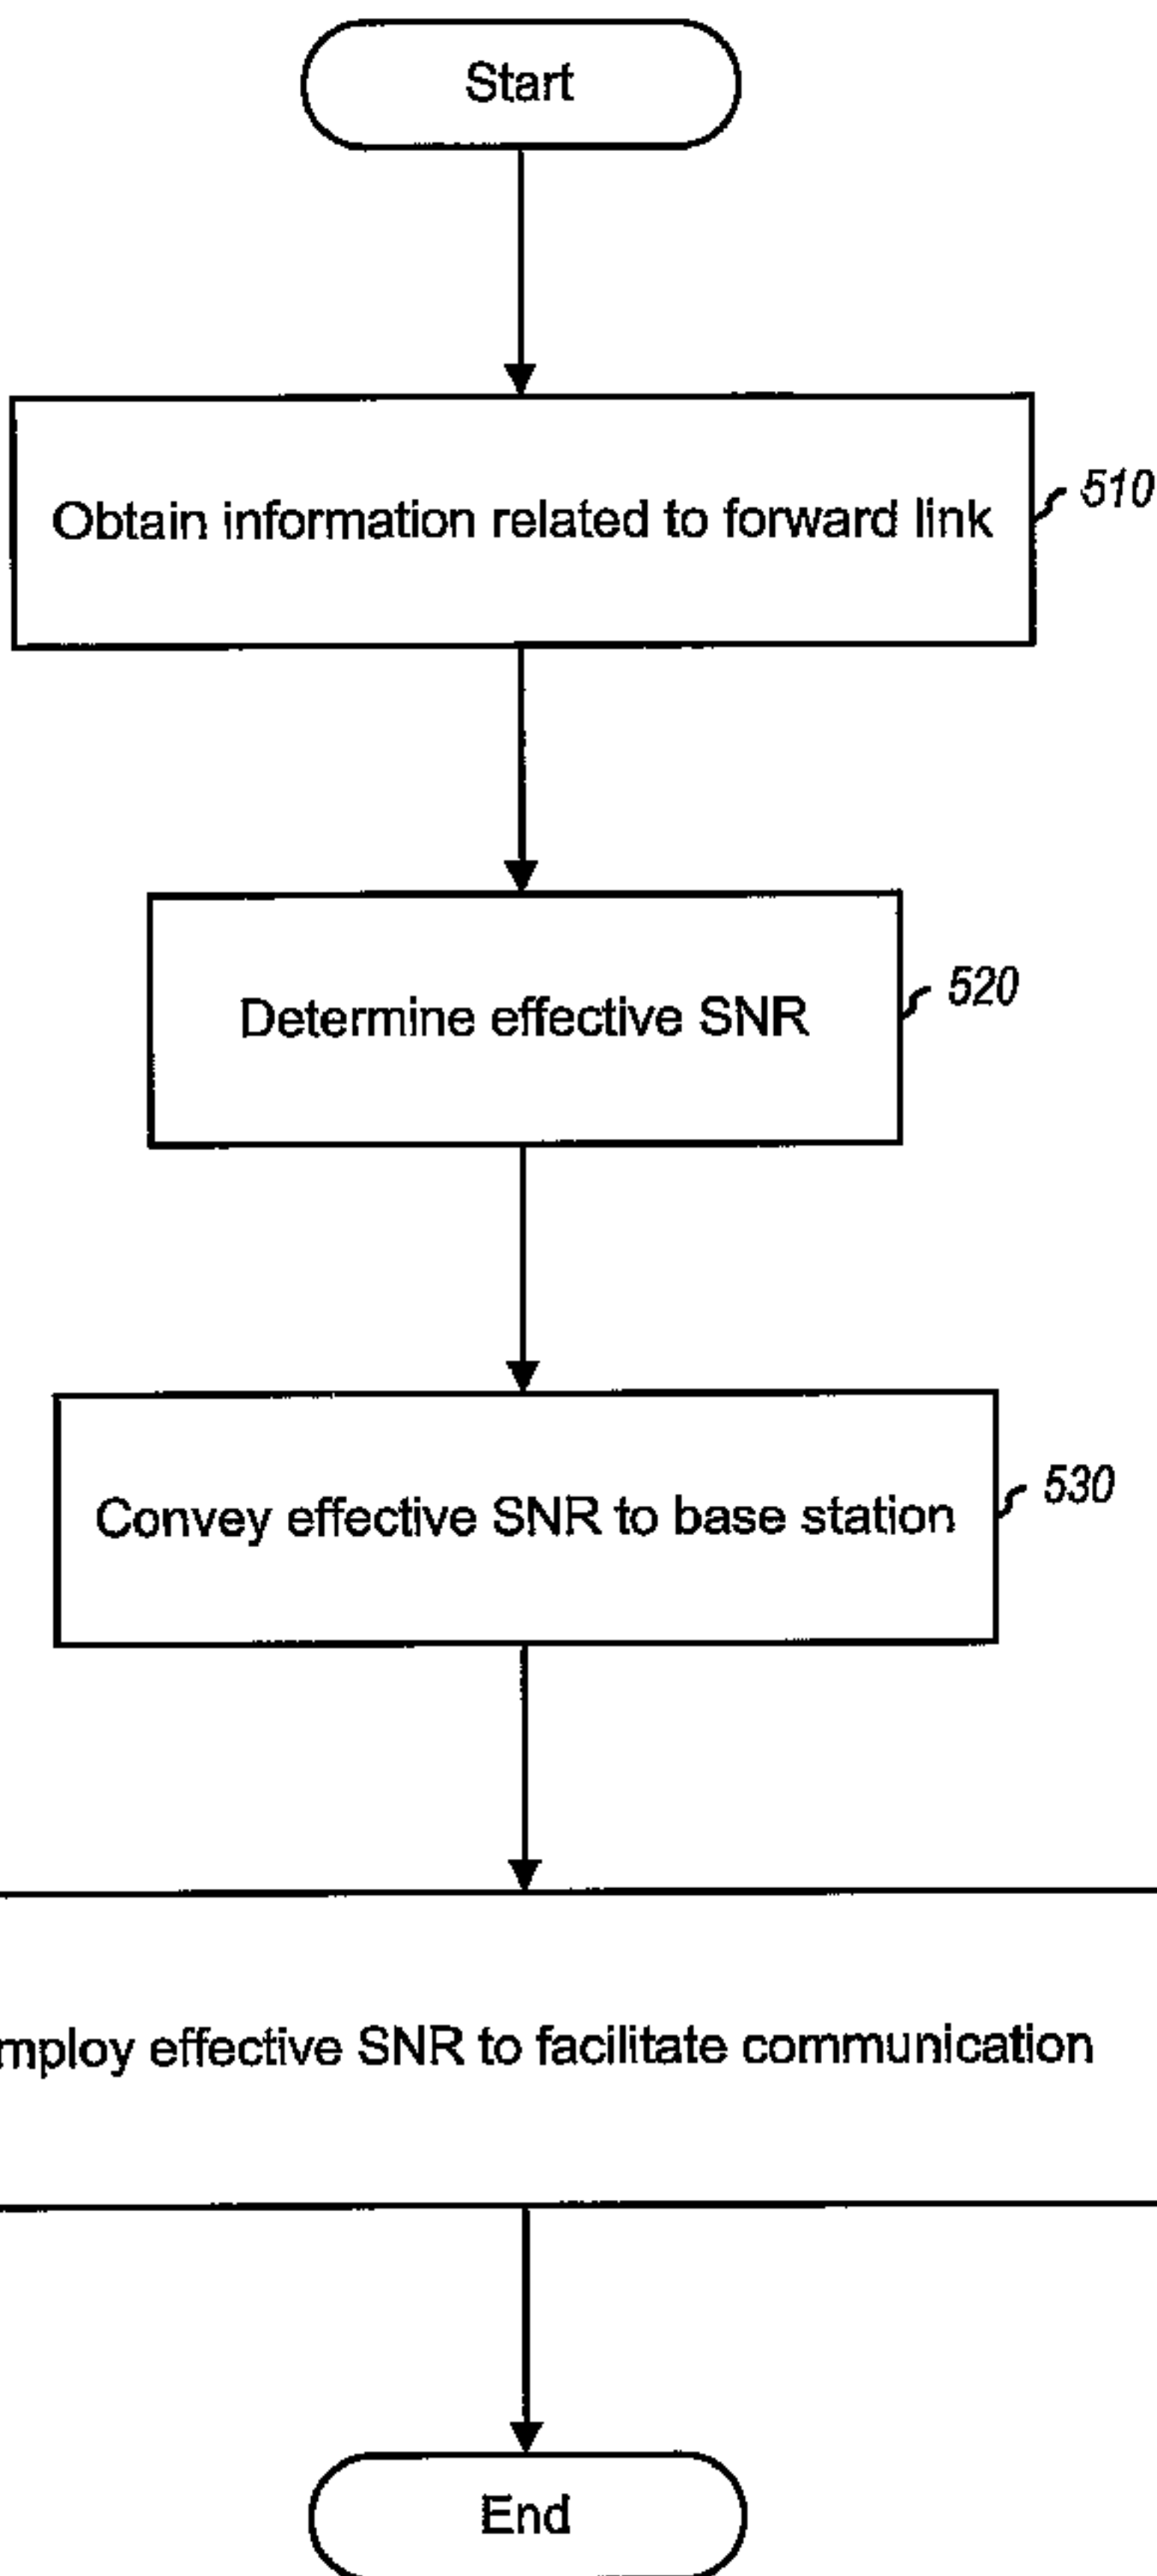 Start
Obtain information related to forward link
510
Determine effective SNR
520
Convey effective SNR to base station
530
mploy effective SNR to facilitate communication
End